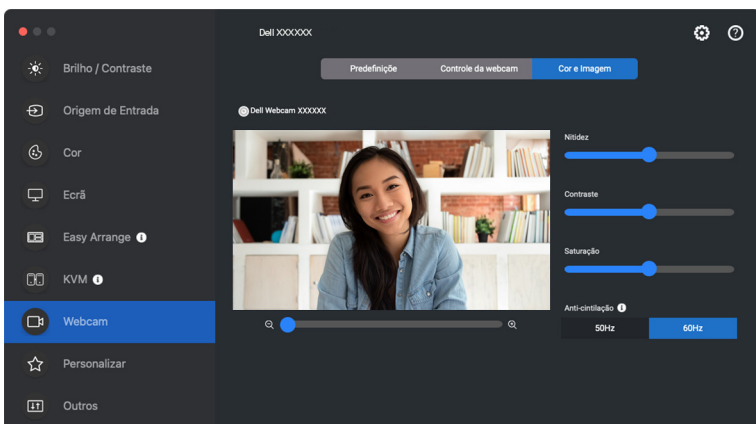 Dell XXXXXX
Brilho / Contraste
Origem de Entrada
Cor
Ecrã
Easy Arrange
KVM
Webcam
Personalizar
Outros
Predefiniçõe
Controle da webcam
Cor e Imagem
Dell Webcam XXXXXX
Nitidez
Contraste
Saturação
Anti-cintilação
50Hz
60Hz